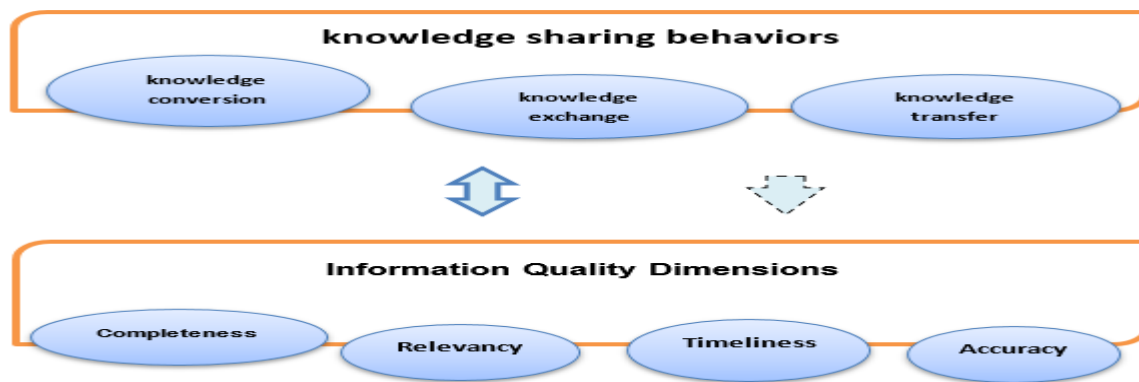 knowledge sharing behaviors
knowledge
conversion
knowledge
exchange
knowledge
transfer
Information Quality Dimensions
Completeness
Relevancy
Timeliness
Accuracy